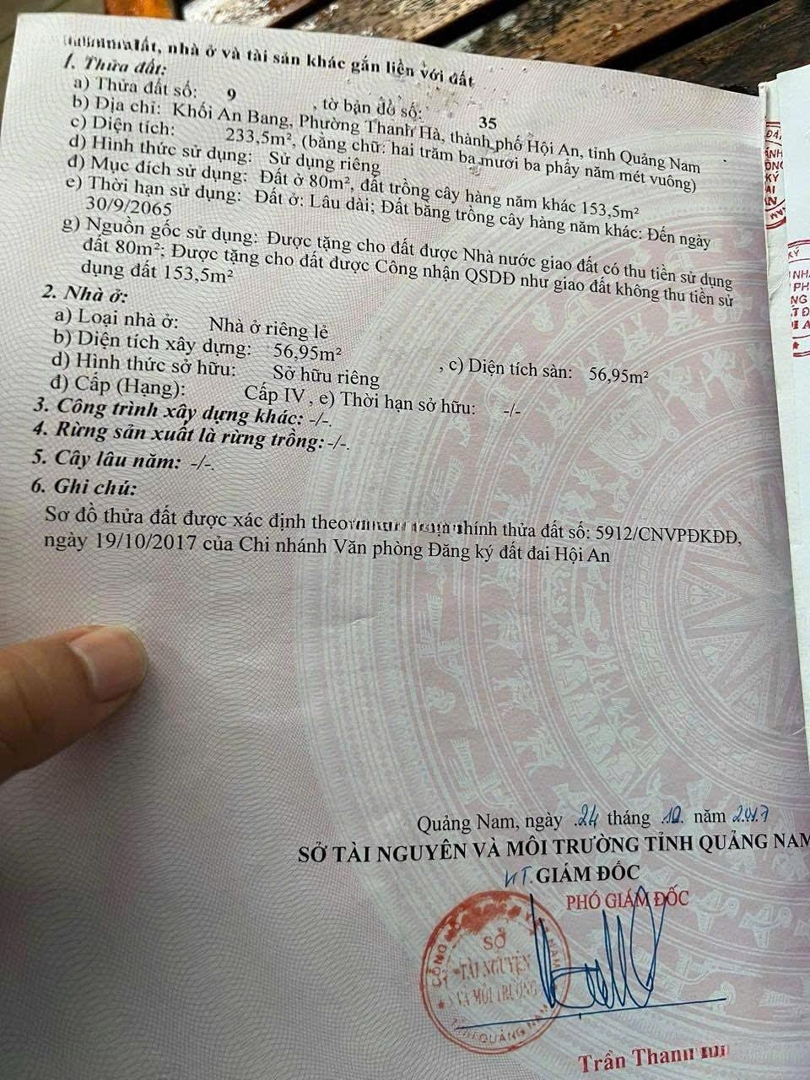 đất, nhà ở và tài sản khác gắn liền với đất
1. Thửa đất:
a) Thửa đất số: 9 , tờ bản đồ số: 35
b) Địa chỉ: Khối An Bang, Phường Thanh Hà, thành phố Hội An, tỉnh Quảng Nam
c) Diện tích: 233,5m², (bằng chữ: hai trăm ba mươi ba phẩy năm mét vuông)
d) Hình thức sử dụng: Sử dụng riêng
đ) Mục đích sử dụng: Đất ở 80m², đất trồng cây hàng năm khác 153,5m²
e) Thời hạn sử dụng: Đất ở: Lâu dài; Đất bằng trồng cây hàng năm khác: Đến ngày
30/9/2065
g) Nguồn gốc sử dụng: Được tặng cho đất được Nhà nước giao đất có thu tiền sử dụng
đất 80m²; Được tặng cho đất được Công nhận QSDĐ như giao đất không thu tiền sử
dụng đất 153,5m²
2. Nhà ở:
a) Loại nhà ở: Nhà ở riêng lẻ
b) Diện tích xây dựng: 56,95m² , c) Diện tích sàn: 56,95m²
d) Hình thức sở hữu: Sở hữu riêng
đ) Cấp (Hạng): Cấp IV , e) Thời hạn sở hữu: -/-
3. Công trình xây dựng khác: -/-.
4. Rừng sản xuất là rừng trồng: -/-.
5. Cây lâu năm: -/-.
6. Ghi chú:
Sơ đồ thửa đất được xác định theo chính thửa đất số: 5912/CNVPĐKĐĐ,
ngày 19/10/2017 của Chi nhánh Văn phòng Đăng ký đất đai Hội An
Quảng Nam, ngày 24 tháng 10 năm 2017
SỞ TÀI NGUYÊN VÀ MÔI TRƯỜNG TỈNH QUẢNG NAM
KT. GIÁM ĐỐC
PHÓ GIÁM ĐỐC
SỞ
TÀI NGUYÊN
VÀ MÔI TRƯỜNG
TỈNH QUẢNG NAM
Trần Thanh